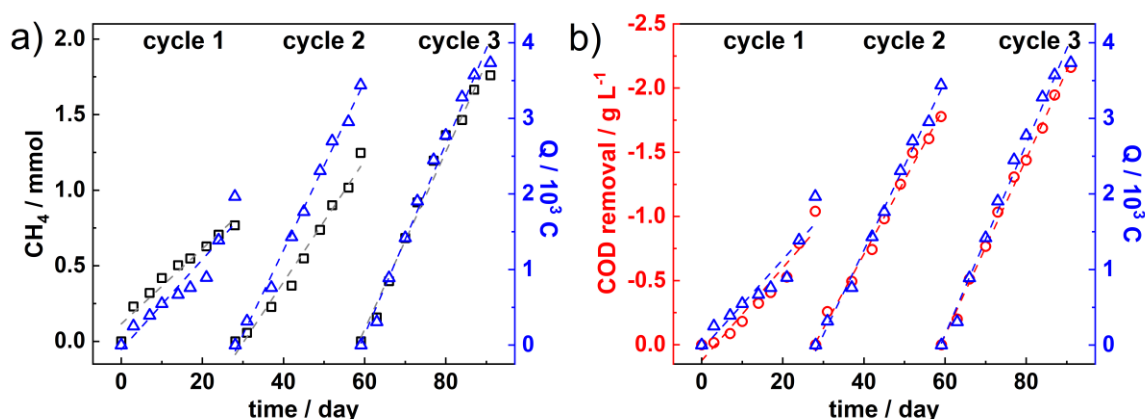 a)
cycle 1 cycle 2 cycle 3
2.0
1.5
1.0
0.5
0.0
CH₄ / mmol
4
3
2
1
0
Q / 10³ C
0 20 40 60 80
time / day
b)
cycle 1 cycle 2 cycle 3
-2.5
-2.0
-1.5
-1.0
-0.5
0.0
COD removal / g L⁻¹
4
3
2
1
0
Q / 10³ C
0 20 40 60 80
time / day